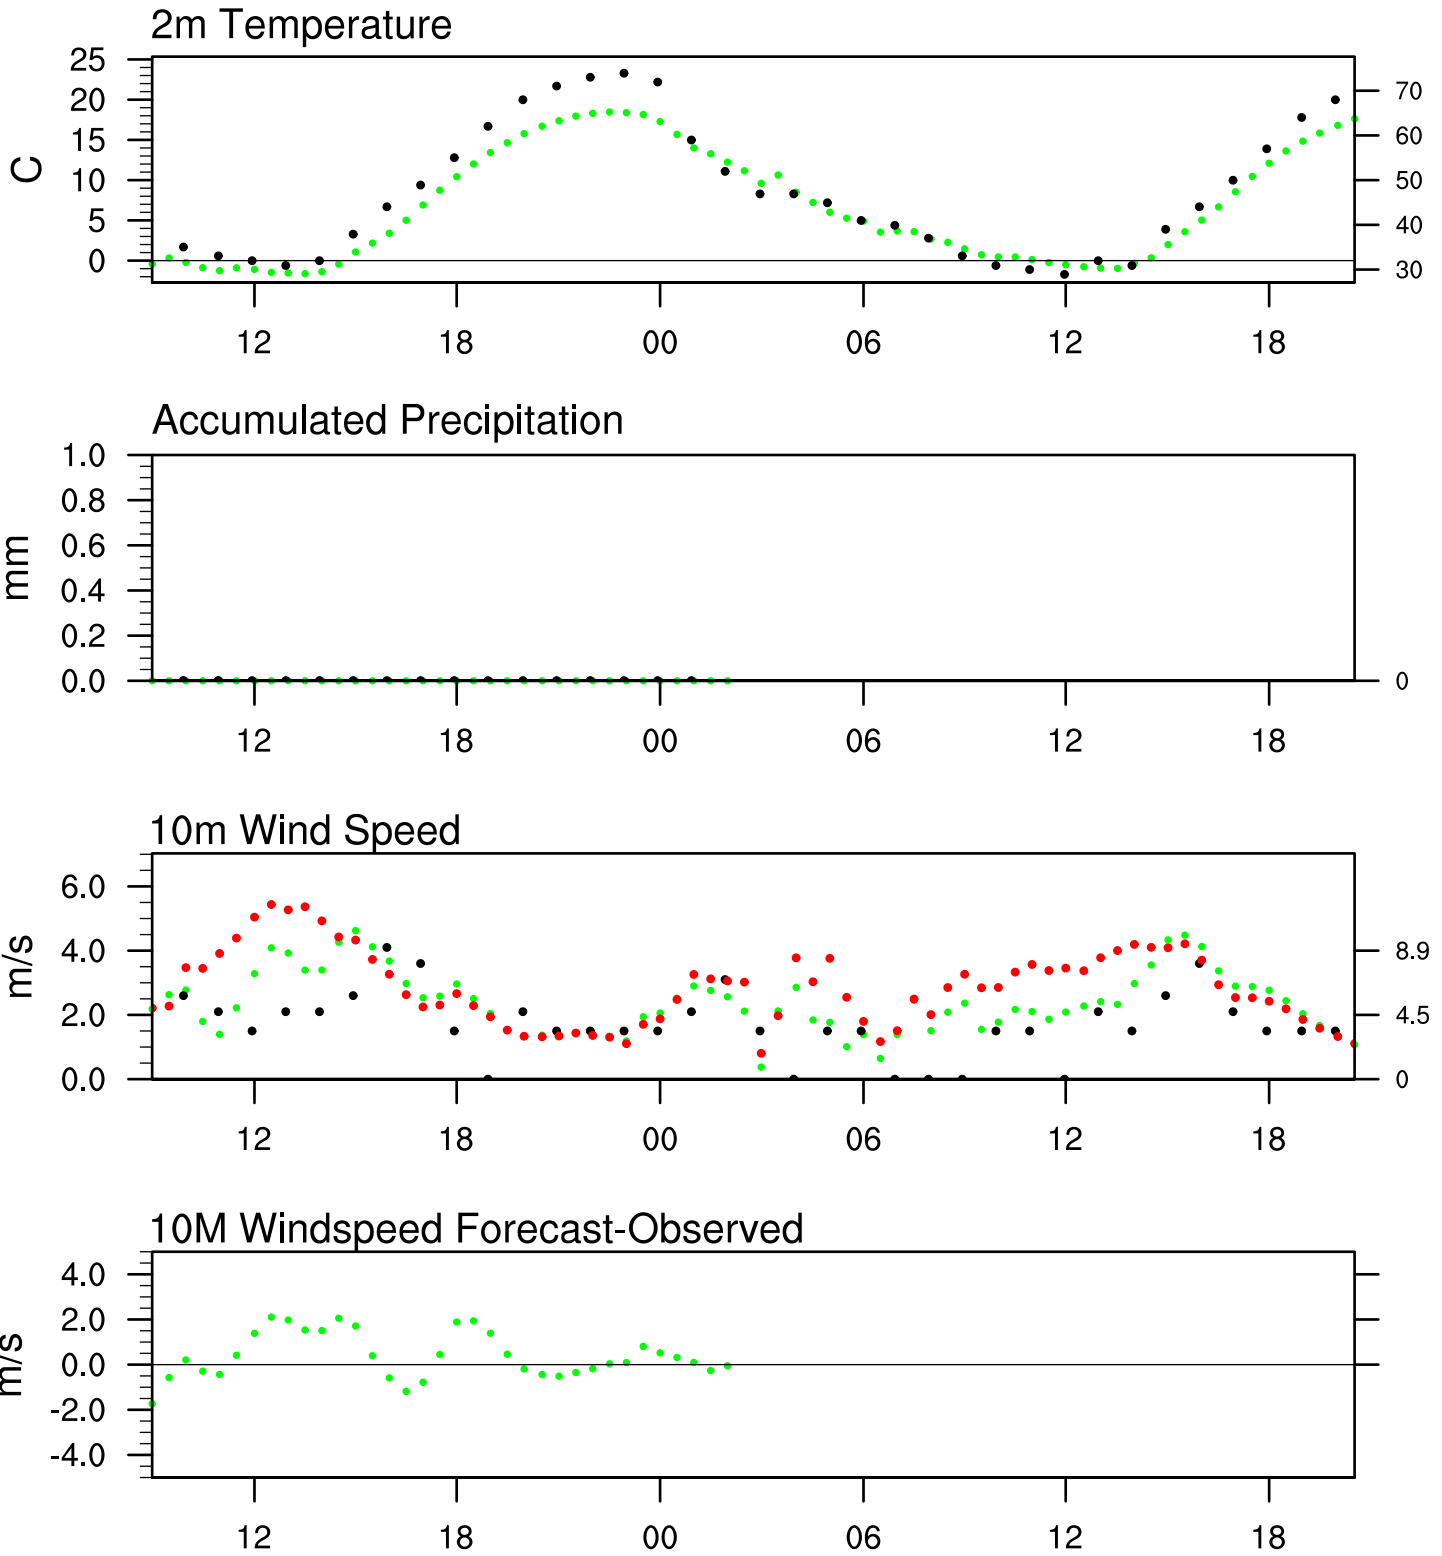 2m Temperature
25
20
15
10
5
0
C
70
60
50
40
30
12 18 00 06 12 18
Accumulated Precipitation
1.0
0.8
0.6
0.4
0.2
0.0
mm
0
12 18 00 06 12 18
10m Wind Speed
6.0
4.0
2.0
0.0
m/s
8.9
4.5
0
12 18 00 06 12 18
10M Windspeed Forecast-Observed
4.0
2.0
0.0
-2.0
-4.0
m/s
12 18 00 06 12 18